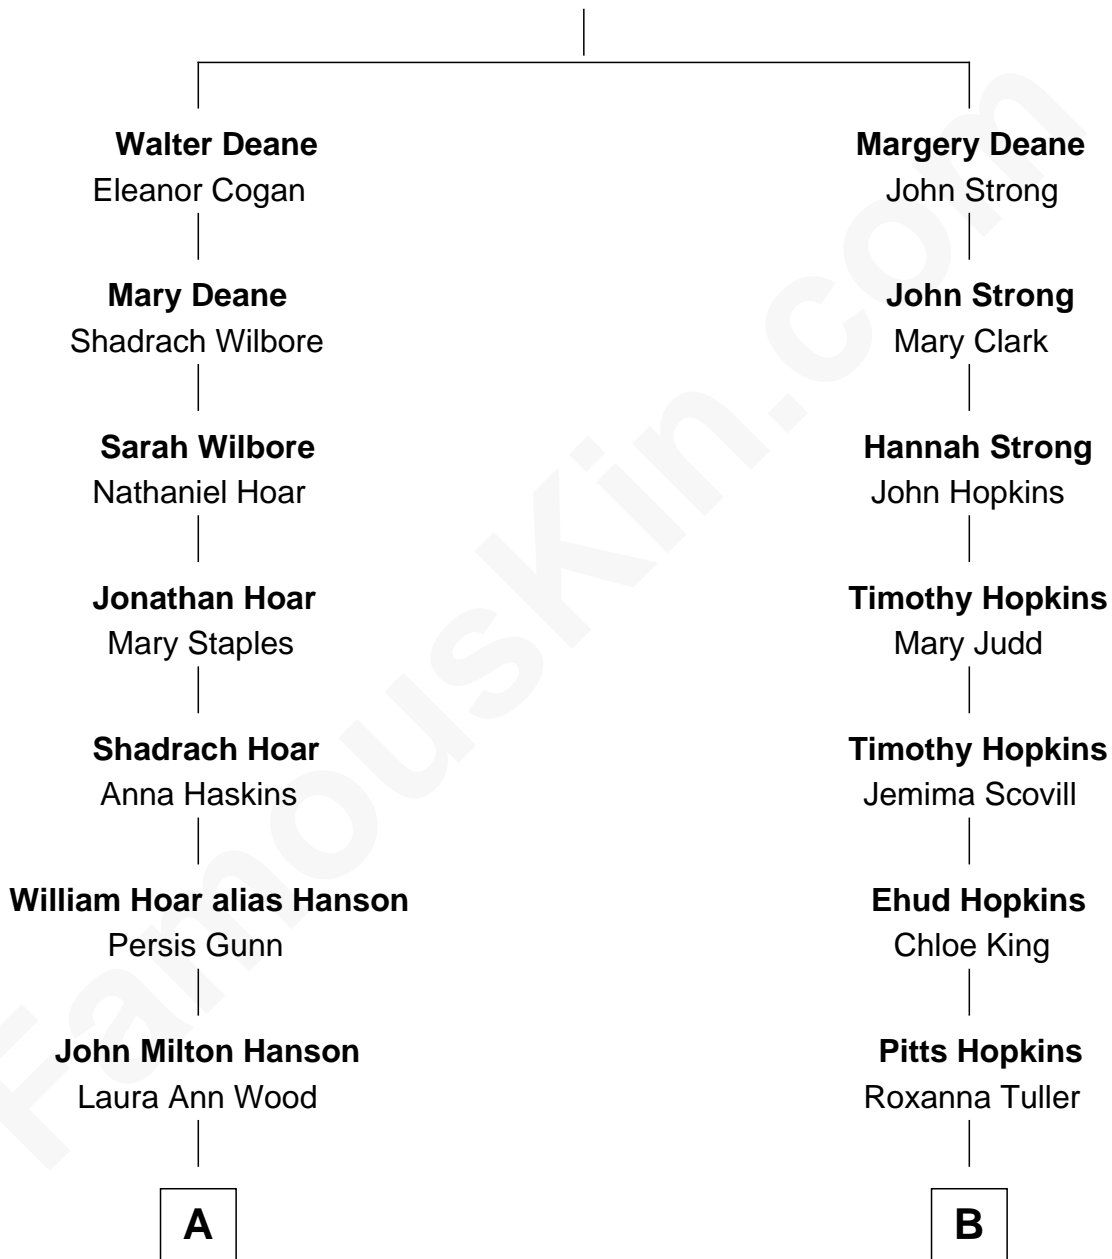 Walter Deane
Eleanor Cogan
Mary Deane
Shadrach Wilbore
Sarah Wilbore
Nathaniel Hoar
Jonathan Hoar
Mary Staples
Shadrach Hoar
Anna Haskins
William Hoar alias Hanson
Persis Gunn
John Milton Hanson
Laura Ann Wood
A
Margery Deane
John Strong
John Strong
Mary Clark
Hannah Strong
John Hopkins
Timothy Hopkins
Mary Judd
Timothy Hopkins
Jemima Scovill
Ehud Hopkins
Chloe King
Pitts Hopkins
Roxanna Tuller
B
FamousKin.com